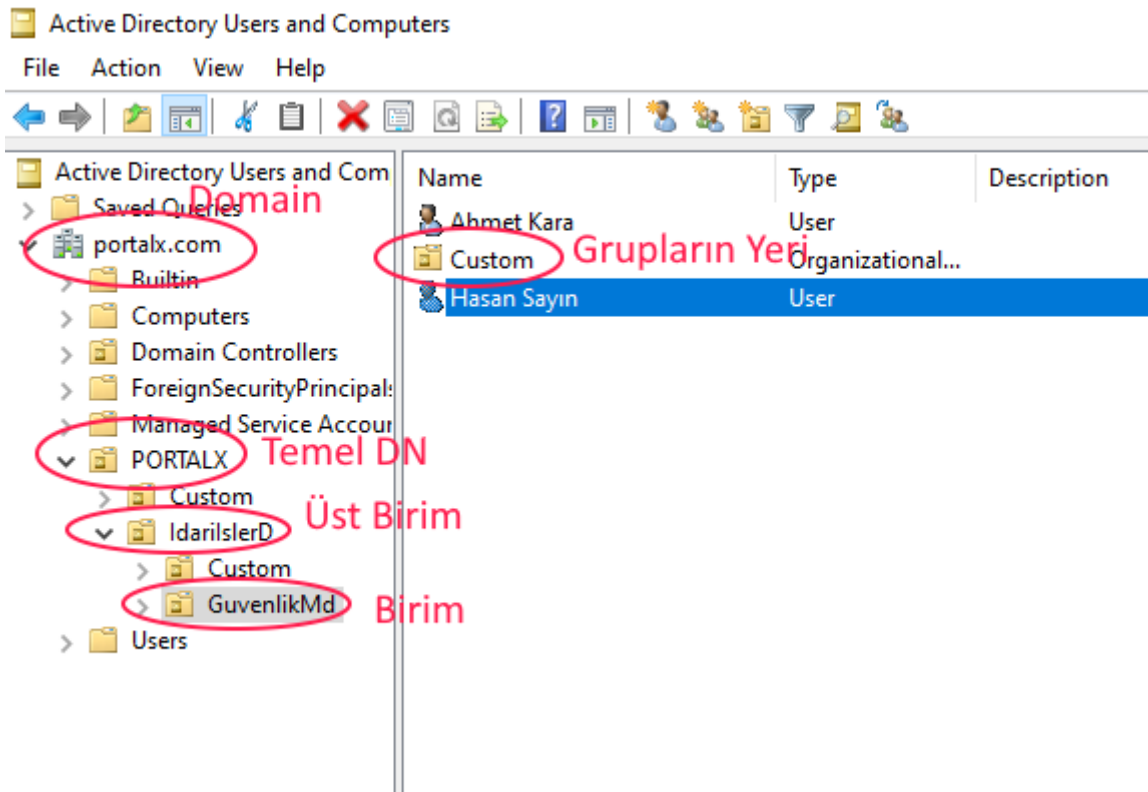 Active Directory Users and Computers
File Action View Help
Active Directory Users and Com
Saved Queries
Domain
portalx.com
Builtin
Computers
Domain Controllers
ForeignSecurityPrincipals
Managed Service Accour
PORTALX
Temel DN
Custom
Üst Birim
IdariIslerD
Custom
GuvenlikMd
Birim
Users
Name Type Description
Ahmet Kara User
Custom Organizational...
Grupların Yeri
Hasan Sayın User